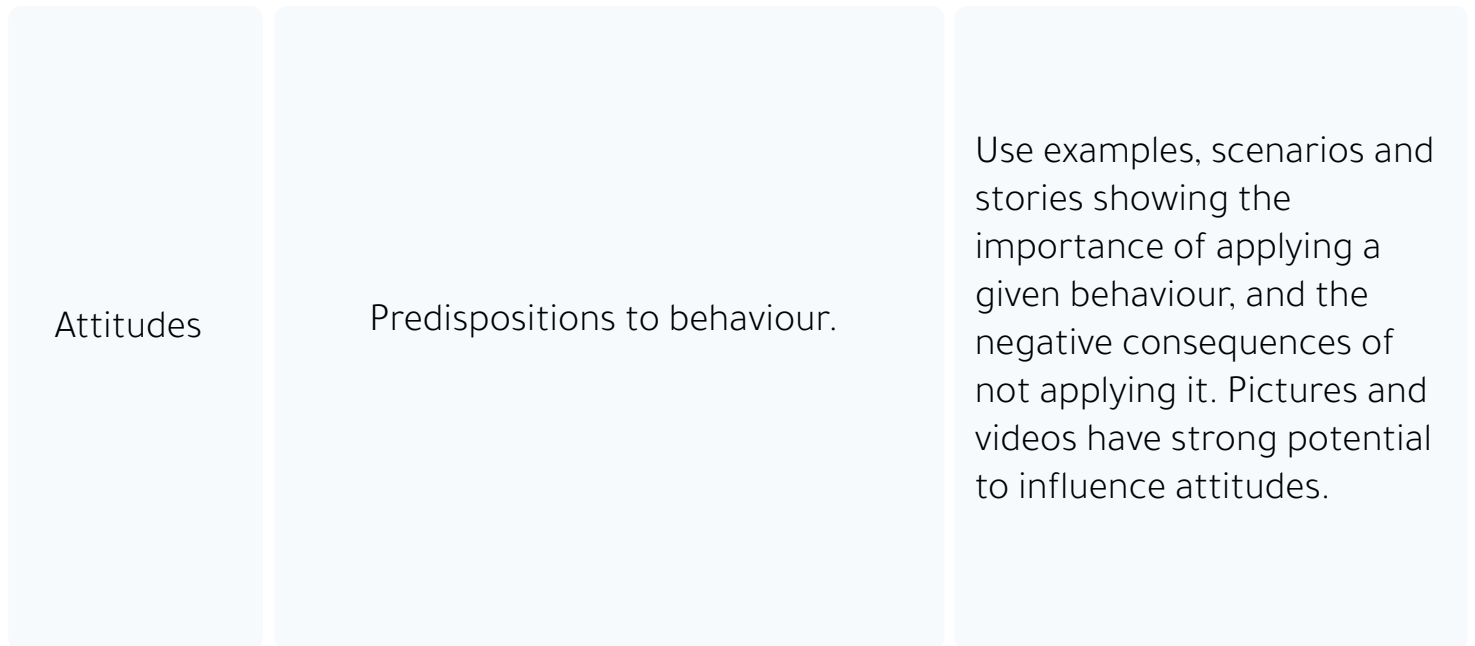 Attitudes
Predispositions to behaviour.
Use examples, scenarios and
stories showing the
importance of applying a
given behaviour, and the
negative consequences of
not applying it. Pictures and
videos have strong potential
to influence attitudes.